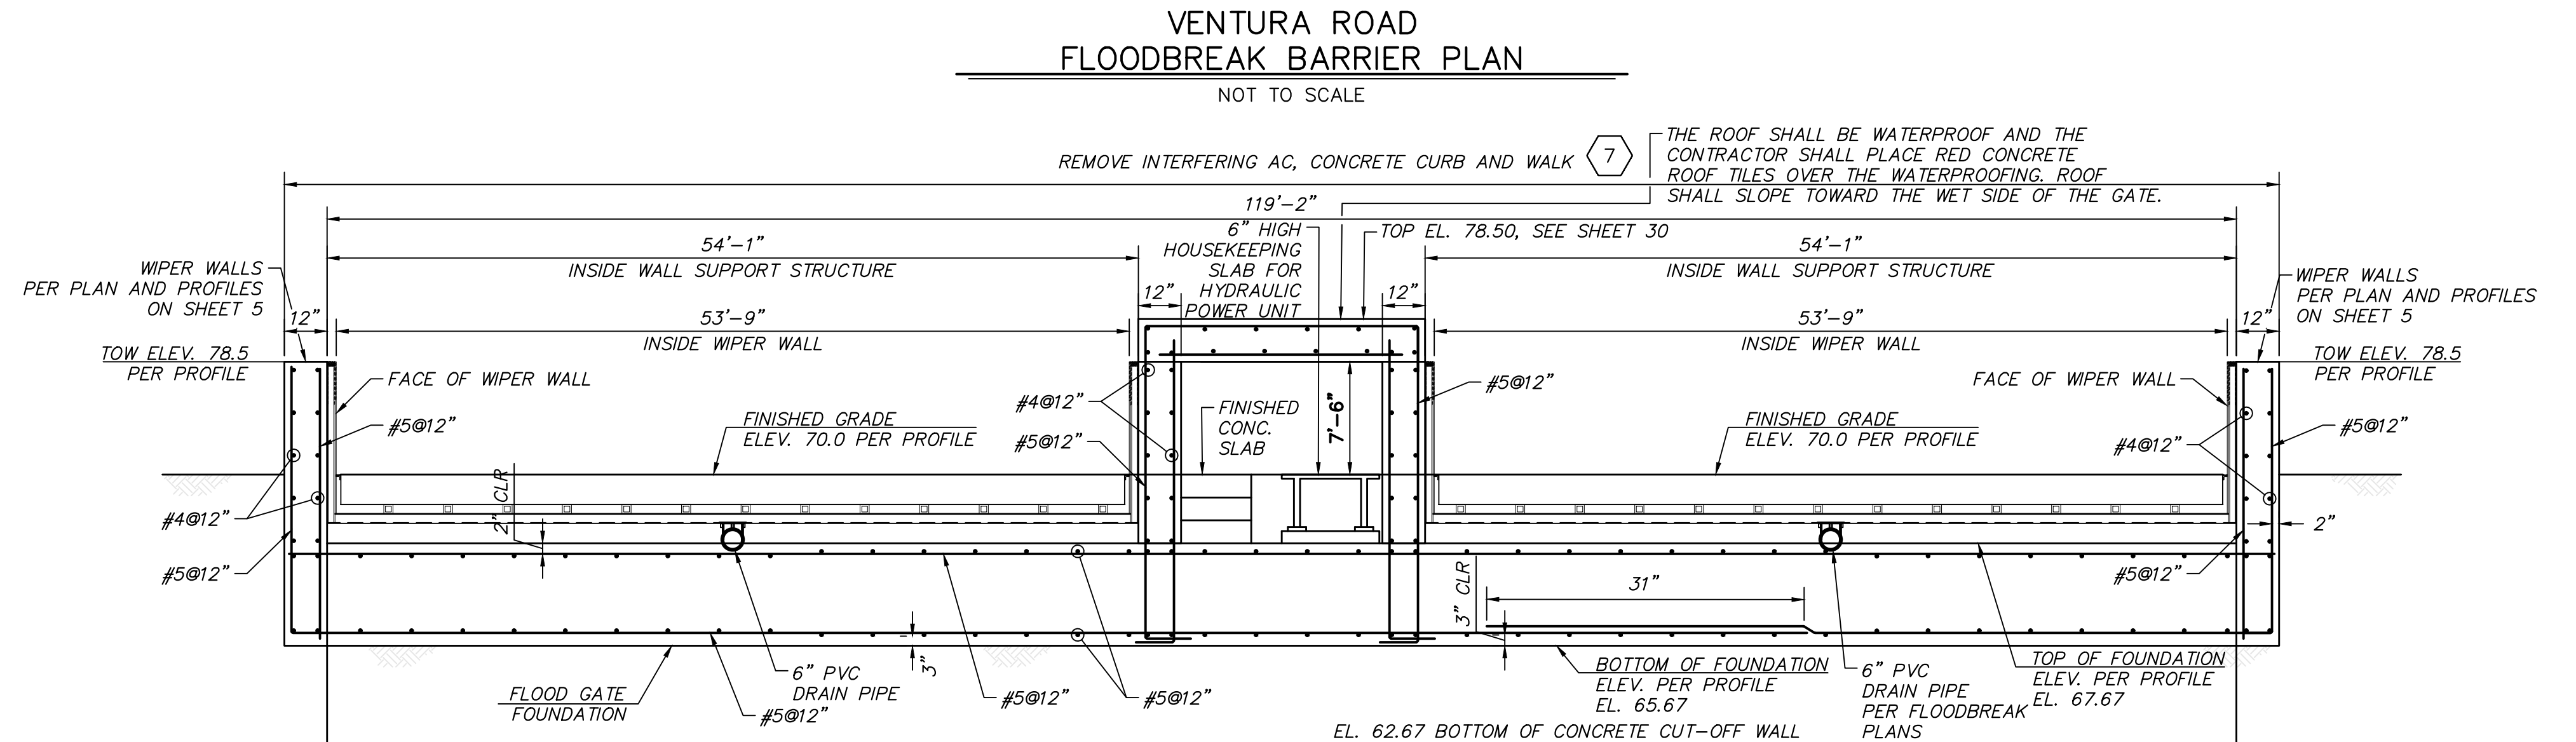 VENTURA ROAD
FLOODBREAK BARRIER PLAN
NOT TO SCALE
REMOVE INTERFERING AC, CONCRETE CURB AND WALK
7
THE ROOF SHALL BE WATERPROOF AND THE
CONTRACTOR SHALL PLACE RED CONCRETE
ROOF TILES OVER THE WATERPROOFING. ROOF
SHALL SLOPE TOWARD THE WET SIDE OF THE GATE.
119'-2"
6" HIGH
HOUSEKEEPING
SLAB FOR
HYDRAULIC
POWER UNIT
TOP EL. 78.50, SEE SHEET 30
54'-1"
INSIDE WALL SUPPORT STRUCTURE
54'-1"
INSIDE WALL SUPPORT STRUCTURE
WIPER WALLS
PER PLAN AND PROFILES
ON SHEET 5
WIPER WALLS
PER PLAN AND PROFILES
ON SHEET 5
12"
53'-9"
INSIDE WIPER WALL
12"
12"
53'-9"
INSIDE WIPER WALL
12"
TOW ELEV. 78.5
PER PROFILE
TOW ELEV. 78.5
PER PROFILE
FACE OF WIPER WALL
#5@12"
FINISHED GRADE
ELEV. 70.0 PER PROFILE
#4@12"
#5@12"
FINISHED
CONC.
SLAB
7'-6"
#5@12"
FACE OF WIPER WALL
FINISHED GRADE
ELEV. 70.0 PER PROFILE
#4@12"
#5@12"
#4@12"
#5@12"
2" CLR
2"
#5@12"
3" CLR
31"
3"
FLOOD GATE
FOUNDATION
#5@12"
6" PVC
DRAIN PIPE
#5@12"
#5@12"
BOTTOM OF FOUNDATION
ELEV. PER PROFILE
EL. 65.67
6" PVC
DRAIN PIPE
PER FLOODBREAK
PLANS
TOP OF FOUNDATION
ELEV. PER PROFILE
EL. 67.67
EL. 62.67 BOTTOM OF CONCRETE CUT-OFF WALL